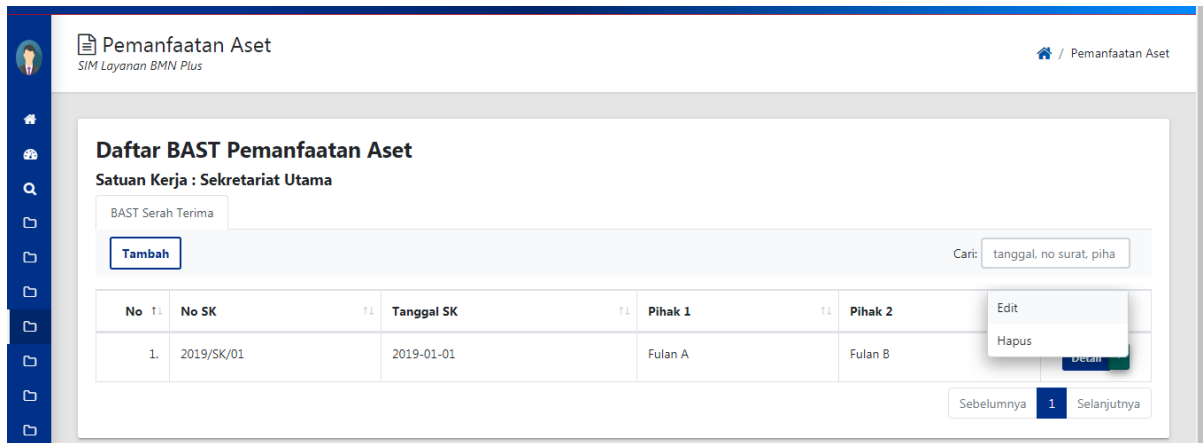 Pemanfaatan Aset
SIM Layanan BMN Plus
/ Pemanfaatan Aset
Daftar BAST Pemanfaatan Aset
Satuan Kerja : Sekretariat Utama
BAST Serah Terima
Tambah
Cari: tanggal, no surat, piha
No No SK Tanggal SK Pihak 1 Pihak 2
Edit
Hapus
1. 2019/SK/01 2019-01-01 Fulan A Fulan B
Detail
Sebelumnya 1 Selanjutnya